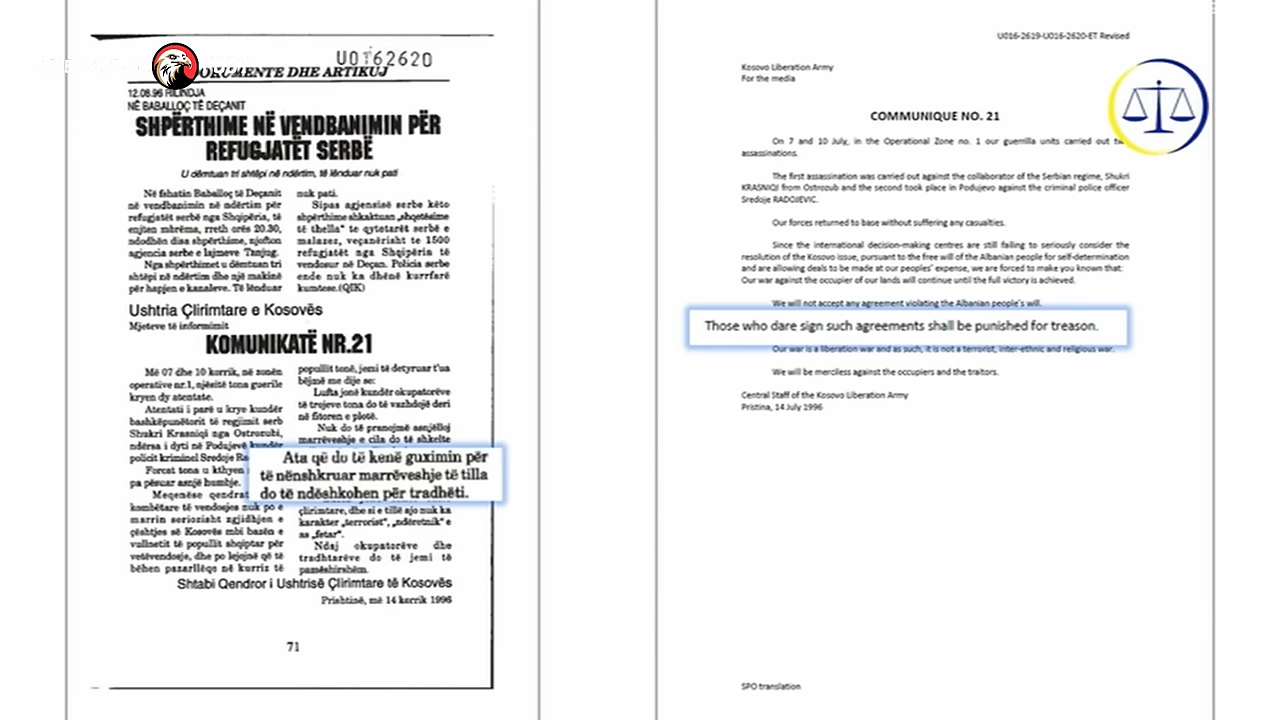 U0162620
DOKUMENTE DHE ARTIKUJ
12.08.96 RILINDJA
NË BABALLOÇ TË DEÇANIT
SHPËRTHIME NË VENDBANIMIN PËR
REFUGJATËT SERBË
U dëmtuan tri shtëpi në ndërtim, të lënduar nuk pati
Në fshatin Baballoç të Deçanit
në vendbanimin në ndërtim për
refugjatët serbë nga Shqipëria, të
enjten mbrëma, rreth orës 20.30,
ndodhën disa shpërthime, njofton
agjencia serbe e lajmeve Tanjug.
Nga shpërthimet u dëmtuan tri
shtëpi në ndërtim dhe një makinë
për hapjen e kanaleve. Të lënduar
nuk pati.
Sipas agjensisë serbe këto
shpërthime shkaktuan „shqetësime
të thella“ te qytetarët serbë e
malazez, veçanërisht te 1500
refugjatët nga Shqipëria të
vendosur në Deçan. Policia serbe
ende nuk ka dhënë kurrfarë
kumtese.(QIK)
Ushtria Çlirimtare e Kosovës
Mjeteve të informimit
KOMUNIKATË NR.21
Më 07 dhe 10 korrik, në zonën
operative nr.1, njësitë tona guerile
kryen dy atentate.
Atentati i parë u krye kundër
bashkëpunëtorit të regjimit serb
Shukri Krasniqi nga Ostrozubi,
ndërsa i dyti në Podujevë kundër
policit kriminel Sredoje
Forcat tona u kthyen
pa pësuar asnjë humbje.
Meqenëse qendrat
kombëtare të vendosjes nuk po e
marrin seriozisht zgjidhjen e
çështjes së Kosovës mbi bazën e
vullnetit të popullit shqiptar për
vetëvendosje, dhe po lejojnë që të
bëhen pazarllëqe në kurriz të
popullit tonë, jemi të detyruar t'ua
bëjmë me dije se:
Lufta jonë kundër okupatorëve
të trojeve tona do të vazhdojë deri
në fitoren e plotë.
Nuk do të pranojmë asnjëlloj
marrëveshje e cila do të shkelte
Ata që do të kenë guximin për
të nënshkruar marrëveshje të tilla
do të ndëshkohen për tradhëti.
çlirimtare, dhe si e tillë ajo nuk ka
karakter „terrorist“, „ndëretnik“ e
as „fetar“.
Ndaj okupatorëve dhe
tradhtarëve do të jemi të
pamëshirshëm.
Shtabi Qendror i Ushtrisë Çlirimtare të Kosovës
Prishtinë, më 14 korrik 1996
71
U016-2619-U016-2620-ET Revised
Kosovo Liberation Army
For the media
COMMUNIQUE NO. 21
On 7 and 10 July, in the Operational Zone no. 1 our guerrilla units carried out
assassinations.
The first assassination was carried out against the collaborator of the Serbian regime, Shukri
KRASNIQI from Ostrozub and the second took place in Podujevo against the criminal police officer
Sredoje RADOJEVIC.
Our forces returned to base without suffering any casualties.
Since the international decision-making centres are still failing to seriously consider the
resolution of the Kosovo issue, pursuant to the free will of the Albanian people for self-determination
and are allowing deals to be made at our peoples' expense, we are forced to make you known that:
Our war against the occupier of our lands will continue until the full victory is achieved.
We will not accept any agreement violating the Albanian people's will.
Those who dare sign such agreements shall be punished for treason.
Our war is a liberation war and as such, it is not a terrorist, inter-ethnic and religious war.
We will be merciless against the occupiers and the traitors.
Central Staff of the Kosovo Liberation Army
Pristina, 14 July 1996
SPO translation